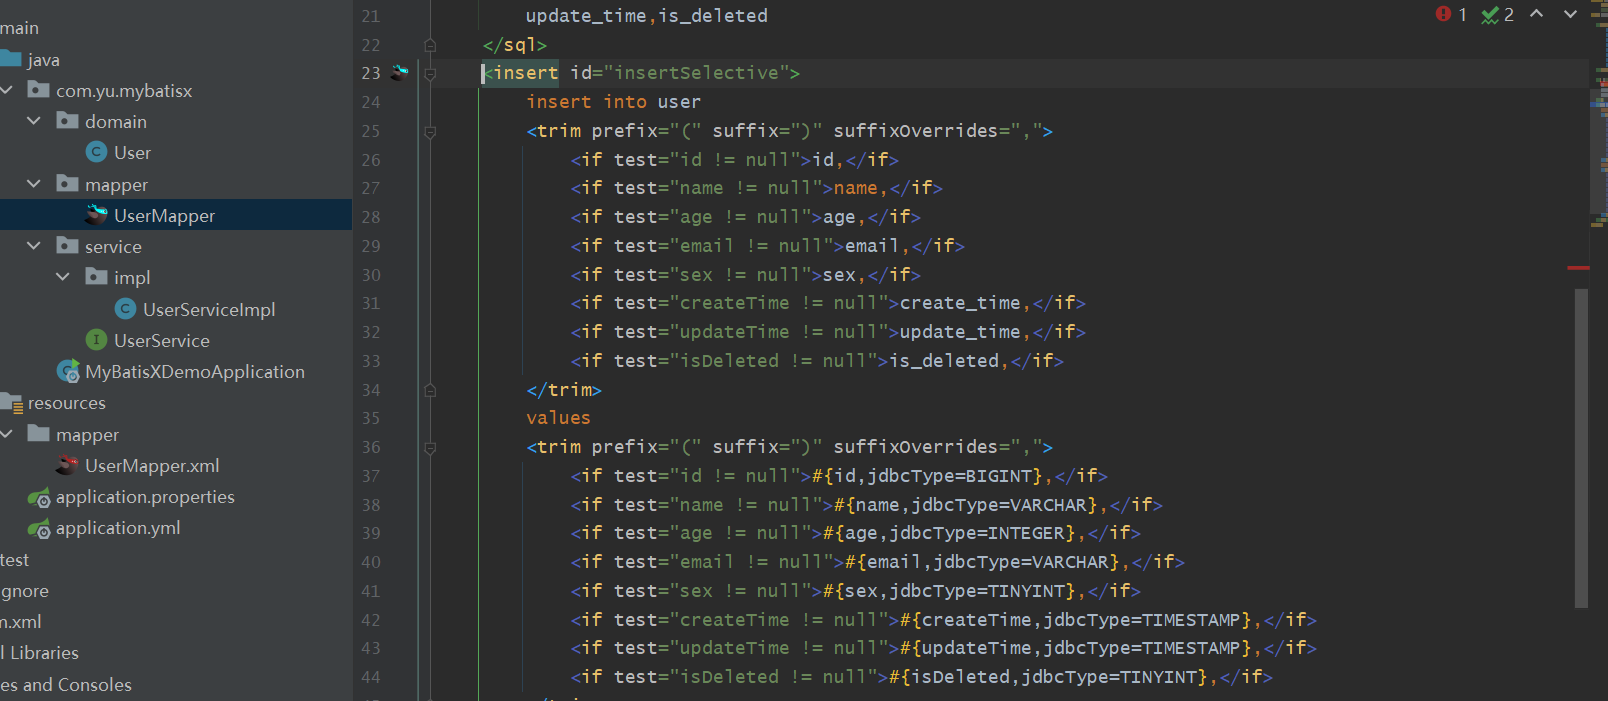 main
java
com.yu.mybatisx
domain
User
mapper
UserMapper
service
impl
UserServiceImpl
UserService
MyBatisXDemoApplication
resources
mapper
UserMapper.xml
application.properties
application.yml
test
gnore
m.xml
l Libraries
es and Consoles
1 2
21 update_time,is_deleted
22 </sql>
23 <insert id="insertSelective">
24 insert into user
25 <trim prefix="(" suffix=")" suffixOverrides=",">
26 <if test="id != null">id,</if>
27 <if test="name != null">name,</if>
28 <if test="age != null">age,</if>
29 <if test="email != null">email,</if>
30 <if test="sex != null">sex,</if>
31 <if test="createTime != null">create_time,</if>
32 <if test="updateTime != null">update_time,</if>
33 <if test="isDeleted != null">is_deleted,</if>
34 </trim>
35 values
36 <trim prefix="(" suffix=")" suffixOverrides=",">
37 <if test="id != null">#{id,jdbcType=BIGINT},</if>
38 <if test="name != null">#{name,jdbcType=VARCHAR},</if>
39 <if test="age != null">#{age,jdbcType=INTEGER},</if>
40 <if test="email != null">#{email,jdbcType=VARCHAR},</if>
41 <if test="sex != null">#{sex,jdbcType=TINYINT},</if>
42 <if test="createTime != null">#{createTime,jdbcType=TIMESTAMP},</if>
43 <if test="updateTime != null">#{updateTime,jdbcType=TIMESTAMP},</if>
44 <if test="isDeleted != null">#{isDeleted,jdbcType=TINYINT},</if>